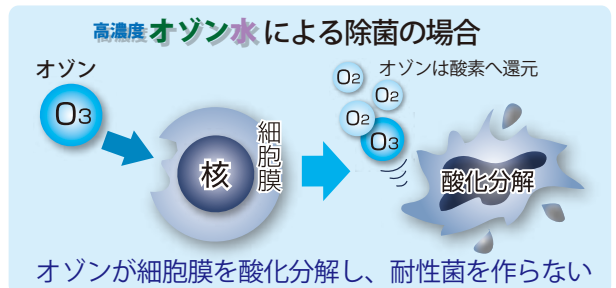 高濃度オゾン水による除菌の場合
オゾン
オゾンは酸素へ還元
O3
O2
O2
O2
O3
核
細胞膜
酸化分解
オゾンが細胞膜を酸化分解し、耐性菌を作らない